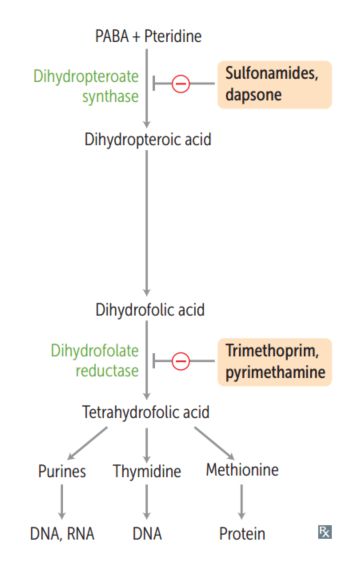 PABA + Pteridine
Dihydropteroate
synthase
Sulfonamides,
dapsone
Dihydropteroic acid
Dihydrofolic acid
Dihydrofolate
reductase
Trimethoprim,
pyrimethamine
Tetrahydrofolic acid
Purines Thymidine Methionine
DNA, RNA DNA Protein
Rx